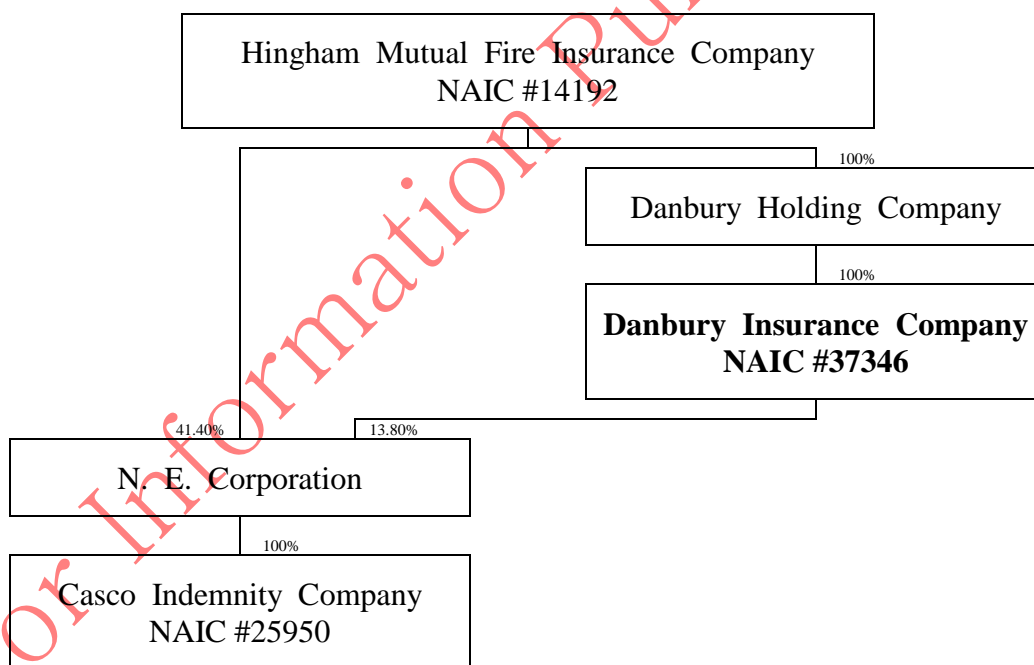 Hingham Mutual Fire Insurance Company
NAIC #14192
100%
Danbury Holding Company
100%
Danbury Insurance Company
NAIC #37346
41.40%
13.80%
N. E. Corporation
100%
Casco Indemnity Company
NAIC #25950
or Information Pu